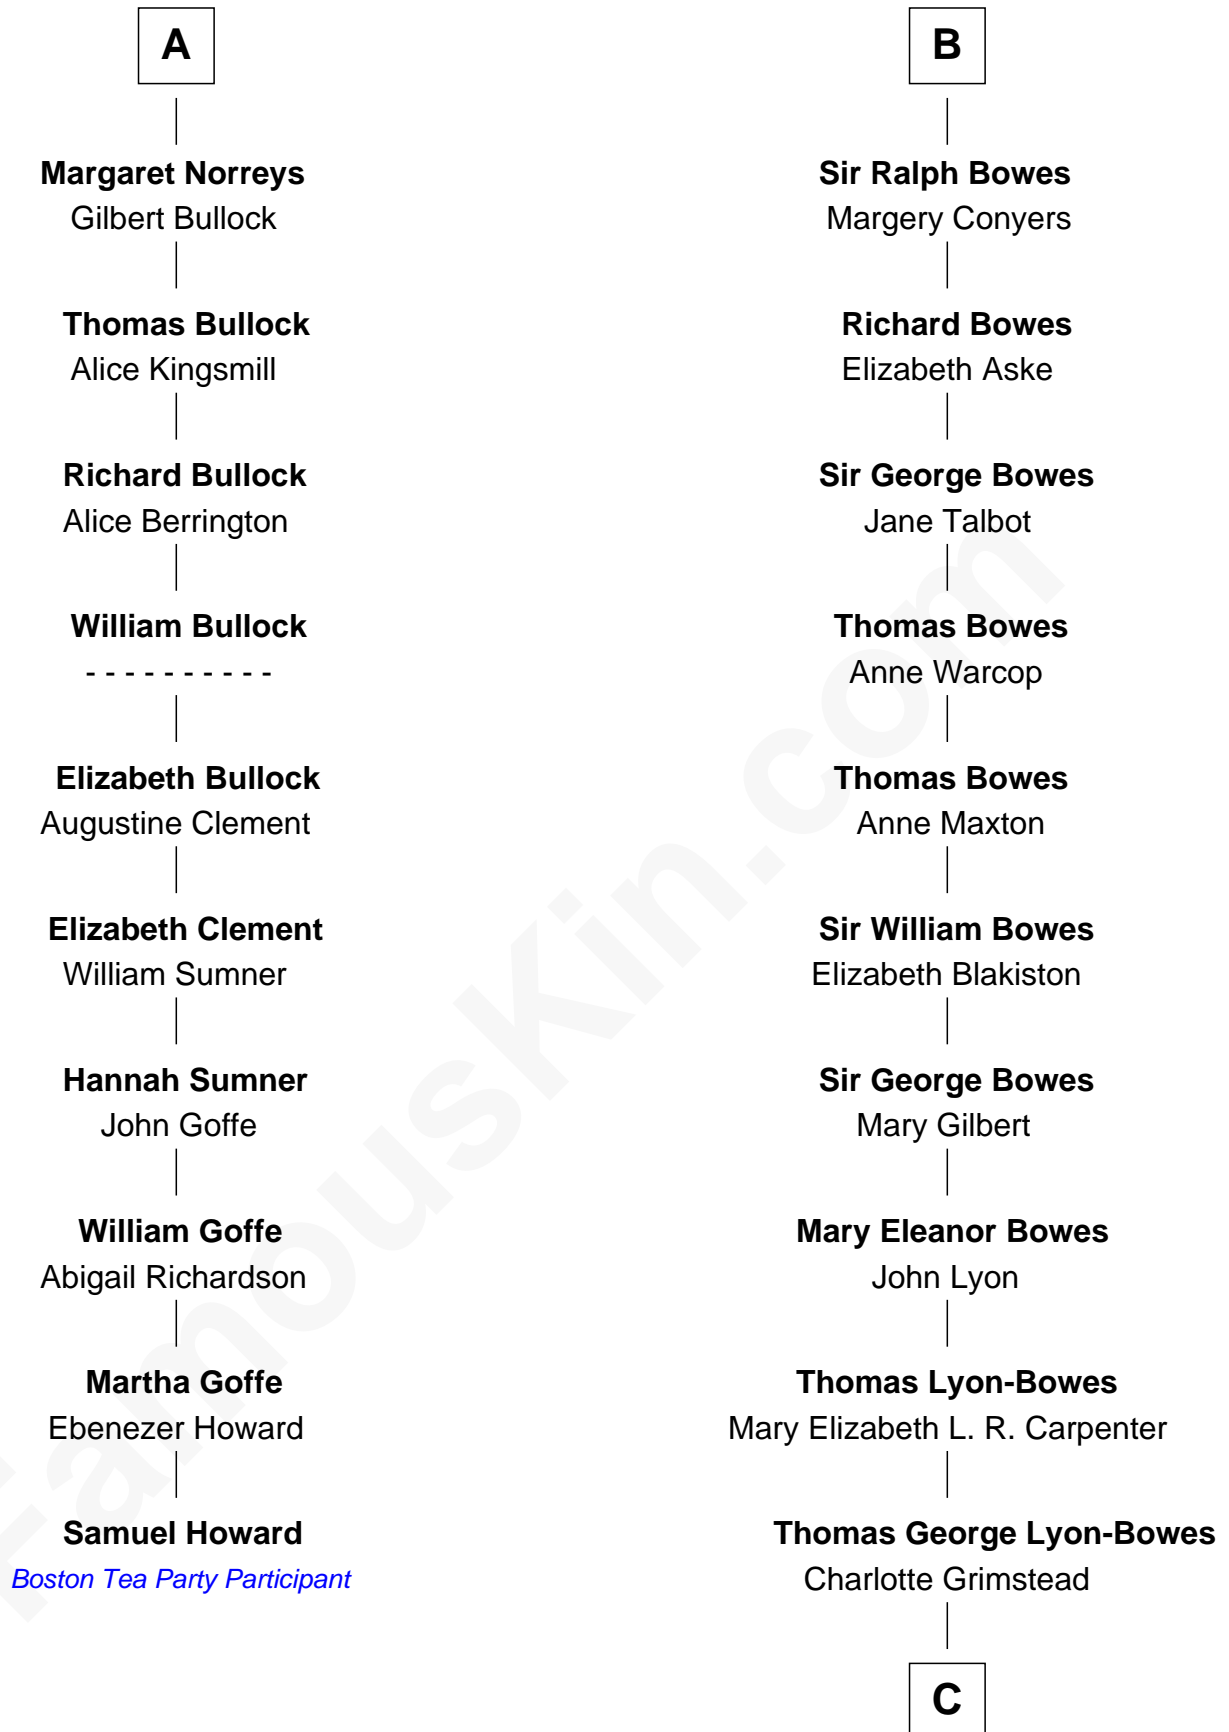 A
Margaret Norreys
Gilbert Bullock
Thomas Bullock
Alice Kingsmill
Richard Bullock
Alice Berrington
William Bullock
- - - - - - - - - -
Elizabeth Bullock
Augustine Clement
Elizabeth Clement
William Sumner
Hannah Sumner
John Goffe
William Goffe
Abigail Richardson
Martha Goffe
Ebenezer Howard
Samuel Howard
Boston Tea Party Participant
B
Sir Ralph Bowes
Margery Conyers
Richard Bowes
Elizabeth Aske
Sir George Bowes
Jane Talbot
Thomas Bowes
Anne Warcop
Thomas Bowes
Anne Maxton
Sir William Bowes
Elizabeth Blakiston
Sir George Bowes
Mary Gilbert
Mary Eleanor Bowes
John Lyon
Thomas Lyon-Bowes
Mary Elizabeth L. R. Carpenter
Thomas George Lyon-Bowes
Charlotte Grimstead
C
FamousKin.com